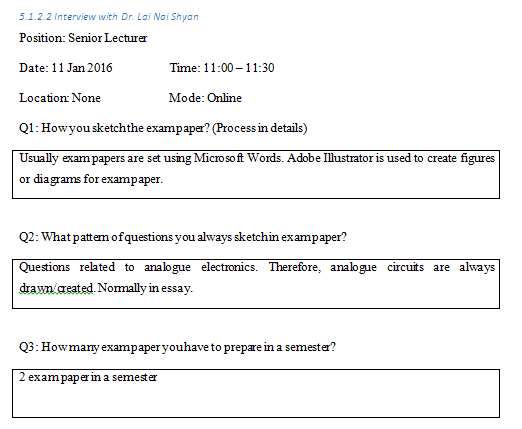 5.1.2.2 Interview with Dr. Lai Nai Shyan
Position: Senior Lecturer
Date: 11 Jan 2016 Time: 11:00 – 11:30
Location: None Mode: Online
Q1: How you sketch the exam paper? (Process in details)
Usually exam papers are set using Microsoft Words. Adobe Illustrator is used to create figures
or diagrams for exam paper.
Q2: What pattern of questions you always sketch in exam paper?
Questions related to analogue electronics. Therefore, analogue circuits are always
drawn/created. Normally in essay.
Q3: How many exam paper you have to prepare in a semester?
2 exam paper in a semester